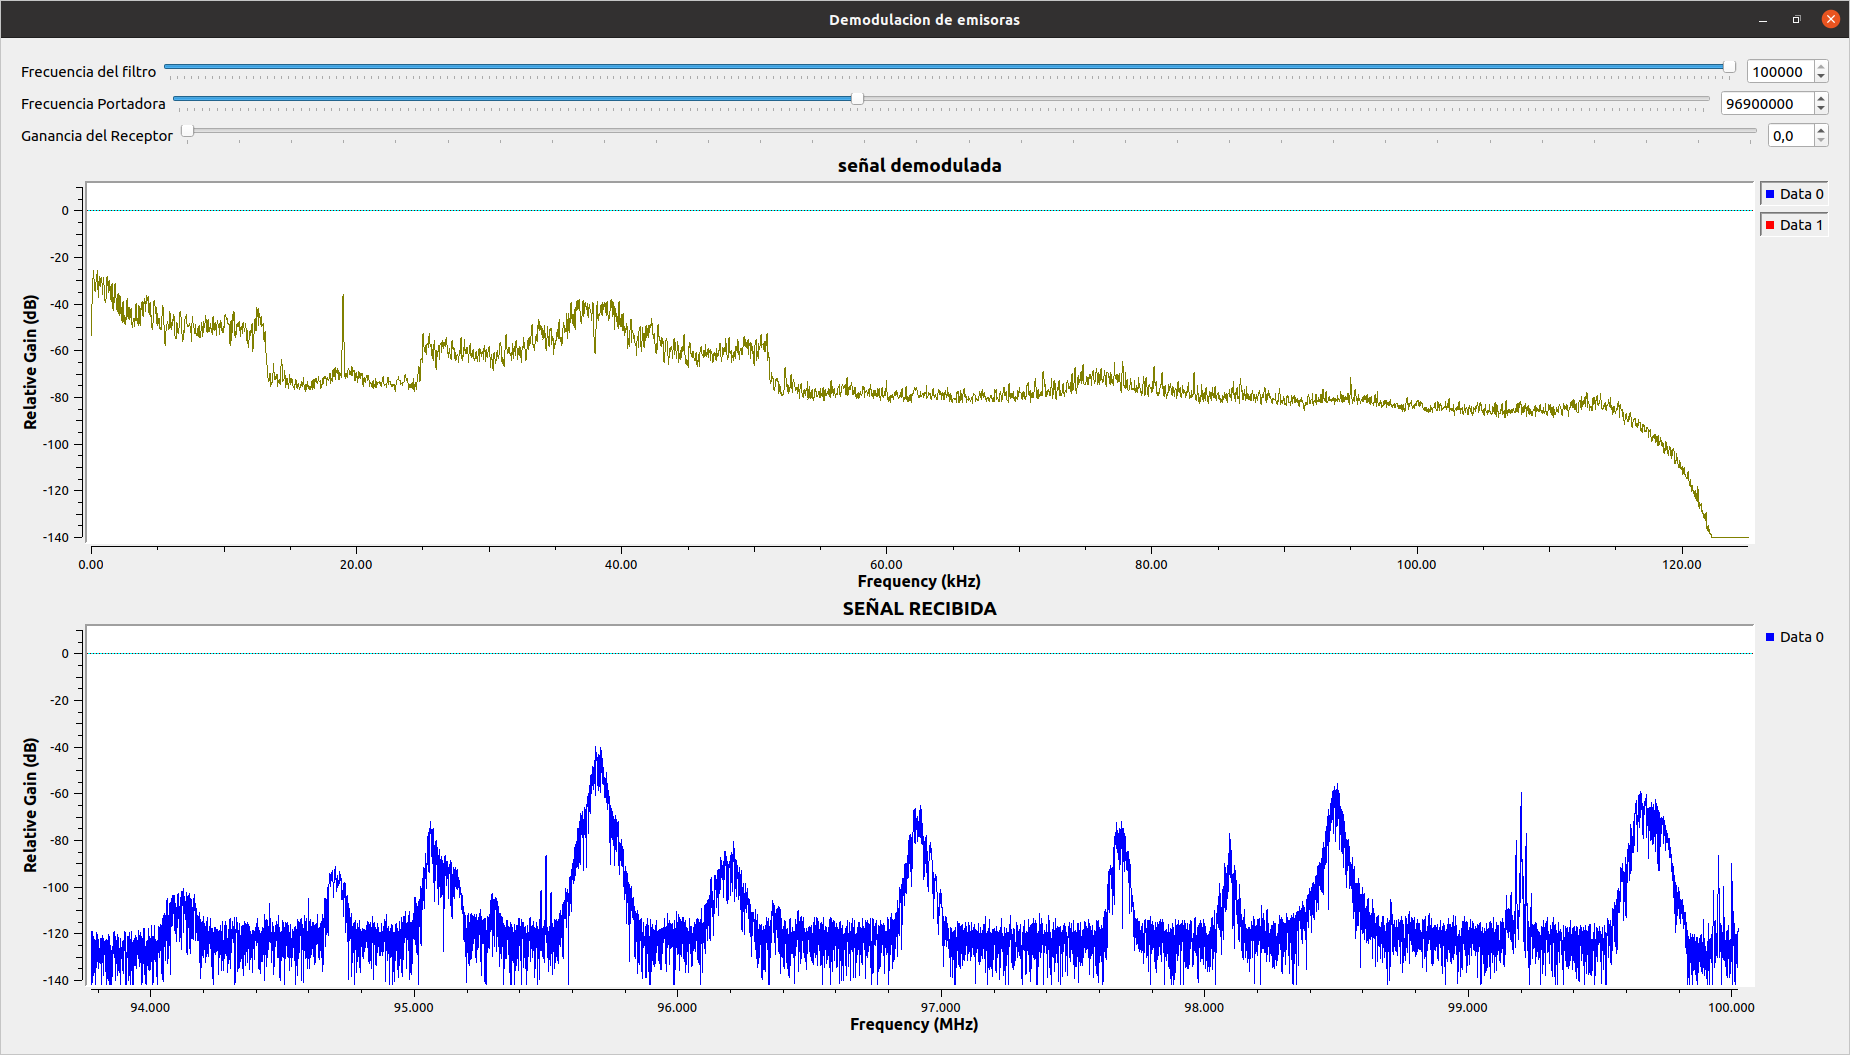 Demodulacion de emisoras
Frecuencia del filtro
100000
Frecuencia Portadora
96900000
Ganancia del Receptor
0,0
señal demodulada
Data 0
Data 1
Relative Gain (dB)
0
-20
-40
-60
-80
-100
-120
-140
0.00 20.00 40.00 60.00 80.00 100.00 120.00
Frequency (kHz)
SEÑAL RECIBIDA
Data 0
Relative Gain (dB)
0
-20
-40
-60
-80
-100
-120
-140
94.000 95.000 96.000 97.000 98.000 99.000 100.000
Frequency (MHz)